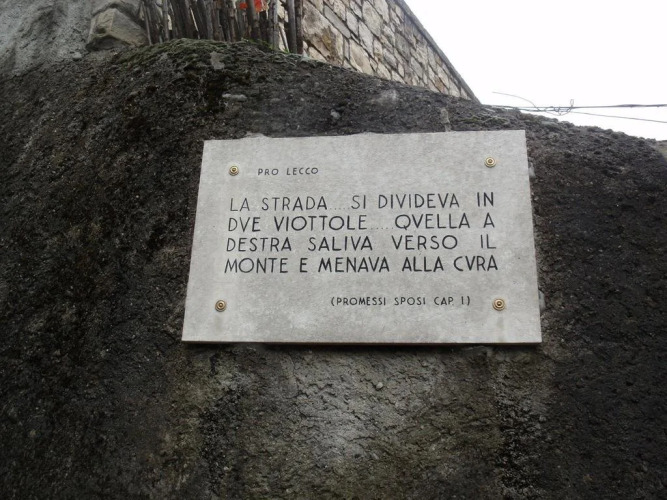 PRO LECCO
LA STRADA....SI DIVIDEVA IN
DVE VIOTTOLE....QVELLA A
DESTRA SALIVA VERSO IL
MONTE E MENAVA ALLA CVRA
(PROMESSI SPOSI CAP. I)